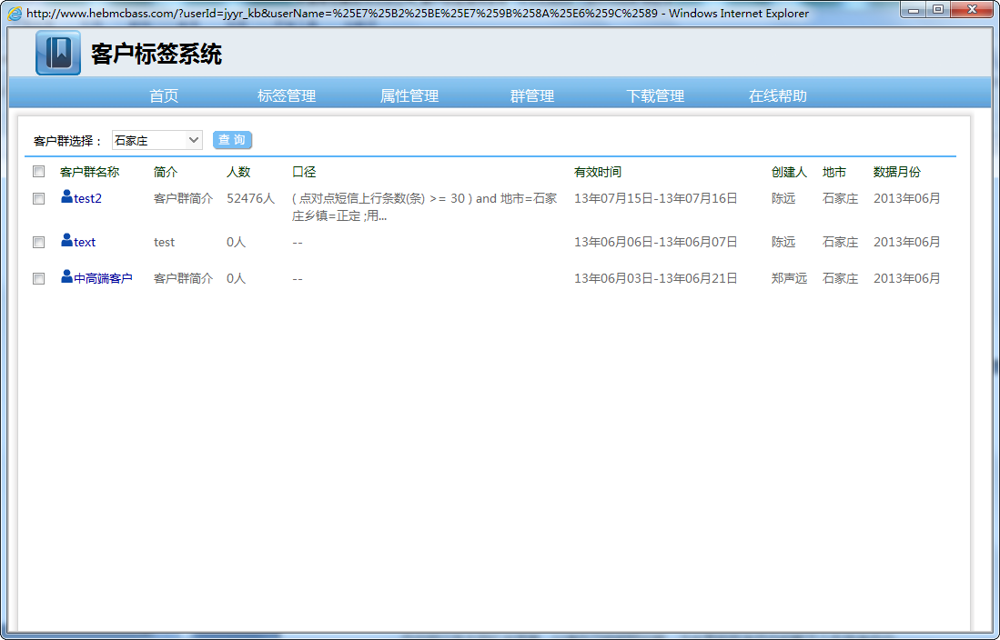 http://www.hebmcbass.com/?userId=jyyr_kb&userName=%25E7%25B2%25BE%25E7%259B%258A%25E6%259C%2589 - Windows Internet Explorer
客户标签系统
首页 标签管理 属性管理 群管理 下载管理 在线帮助
客户群选择： 石家庄 查 询
客户群名称 简介 人数 口径 有效时间 创建人 地市 数据月份
test2 客户群简介 52476人 ( 点对点短信上行条数(条) >= 30 ) and 地市=石家 13年07月15日-13年07月16日 陈远 石家庄 2013年06月
庄乡镇=正定 ;用...
text test 0人 -- 13年06月06日-13年06月07日 陈远 石家庄 2013年06月
中高端客户 客户群简介 0人 -- 13年06月03日-13年06月21日 郑声远 石家庄 2013年06月